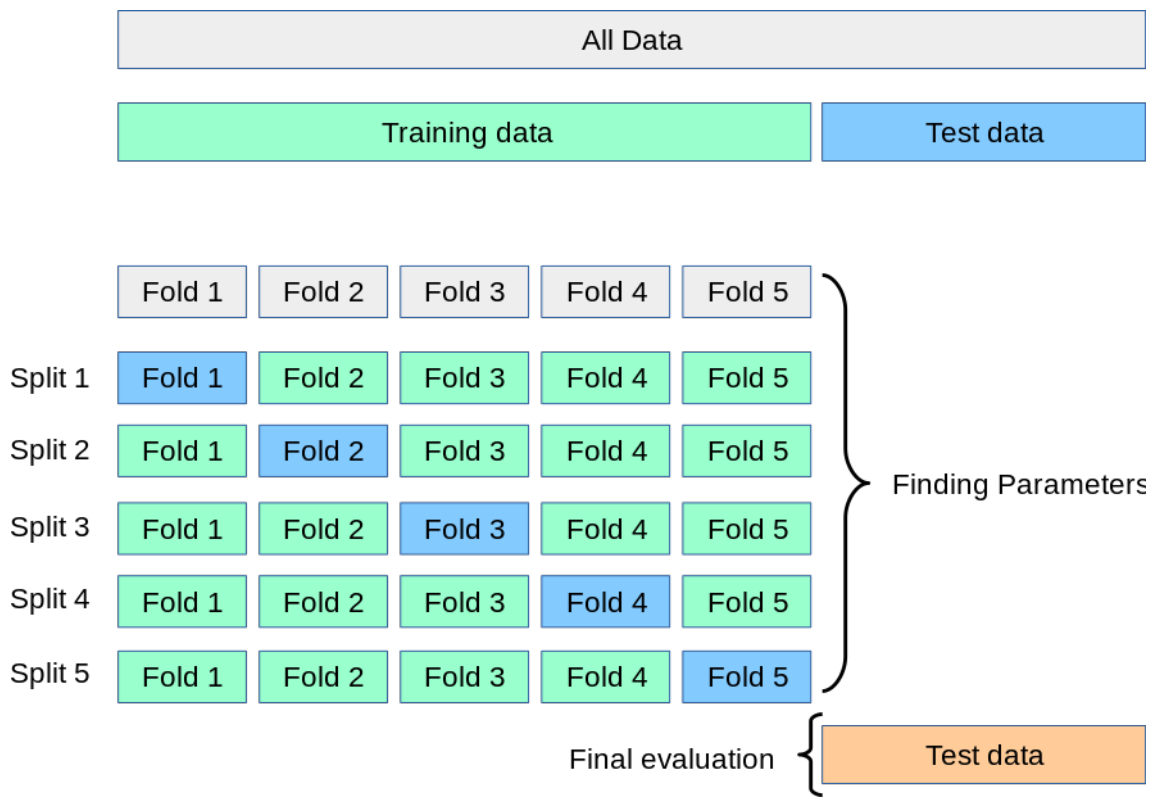 All Data
Training data Test data
Fold 1 Fold 2 Fold 3 Fold 4 Fold 5
Split 1 Fold 1 Fold 2 Fold 3 Fold 4 Fold 5
Split 2 Fold 1 Fold 2 Fold 3 Fold 4 Fold 5
Finding Parameters
Split 3 Fold 1 Fold 2 Fold 3 Fold 4 Fold 5
Split 4 Fold 1 Fold 2 Fold 3 Fold 4 Fold 5
Split 5 Fold 1 Fold 2 Fold 3 Fold 4 Fold 5
Final evaluation Test data